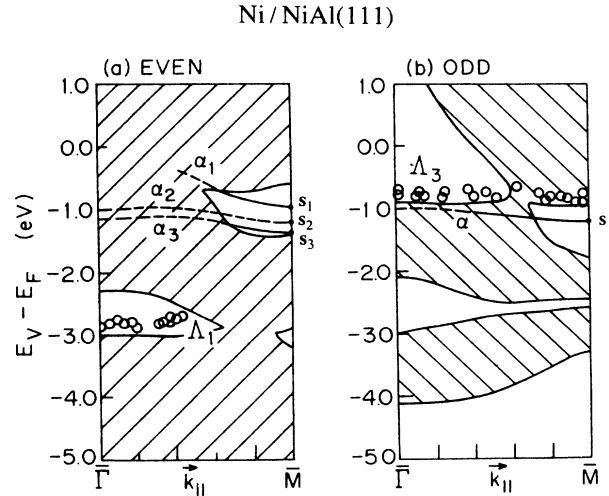 Ni/NiAl(111)
(a) EVEN
(b) ODD
E_V – E_F (eV)
1.0
0.0
-1.0
-2.0
-3.0
-4.0
-5.0
α₁
α₂
α₃
s₁
s₂
s₃
Λ₁
Γ̄
k⃗_||
M̄
1.0
0.0
-1.0
-2.0
-3.0
-4.0
-5.0
Λ₃
α
s
Γ̄
k⃗_||
M̄